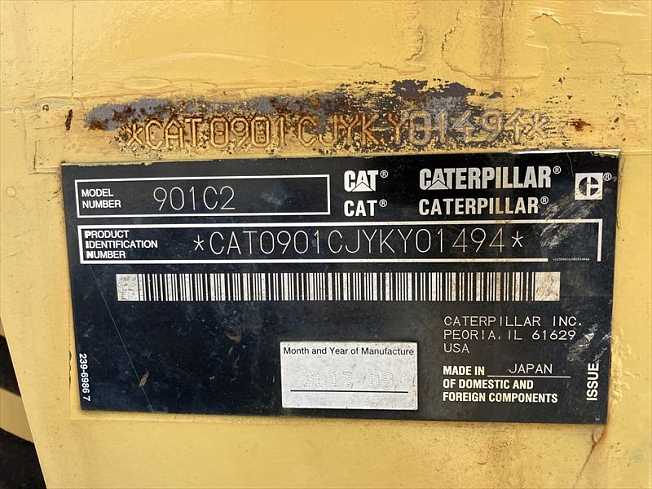 *CAT0901CJYKY01494*
MODEL NUMBER 901C2
CAT® CATERPILLAR® C®
CAT® CATERPILLAR®
PRODUCT IDENTIFICATION NUMBER *CAT0901CJYKY01494*
CATERPILLAR INC.
PEORIA, IL 61629
USA
Month and Year of Manufacture
MADE IN JAPAN
OF DOMESTIC AND
FOREIGN COMPONENTS
ISSUE
239-6986 7